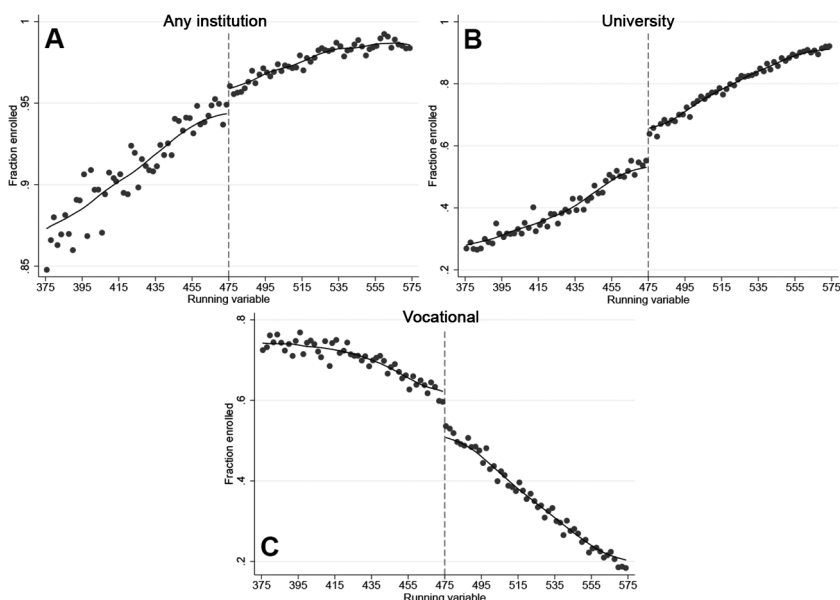 Any institution
A
Fraction enrolled
1
.95
.9
.85
375 395 415 435 455 475 495 515 535 555 575
Running variable
University
B
Fraction enrolled
1
.8
.6
.4
.2
375 395 415 435 455 475 495 515 535 555 575
Running variable
Vocational
C
Fraction enrolled
.8
.6
.4
.2
375 395 415 435 455 475 495 515 535 555 575
Running variable